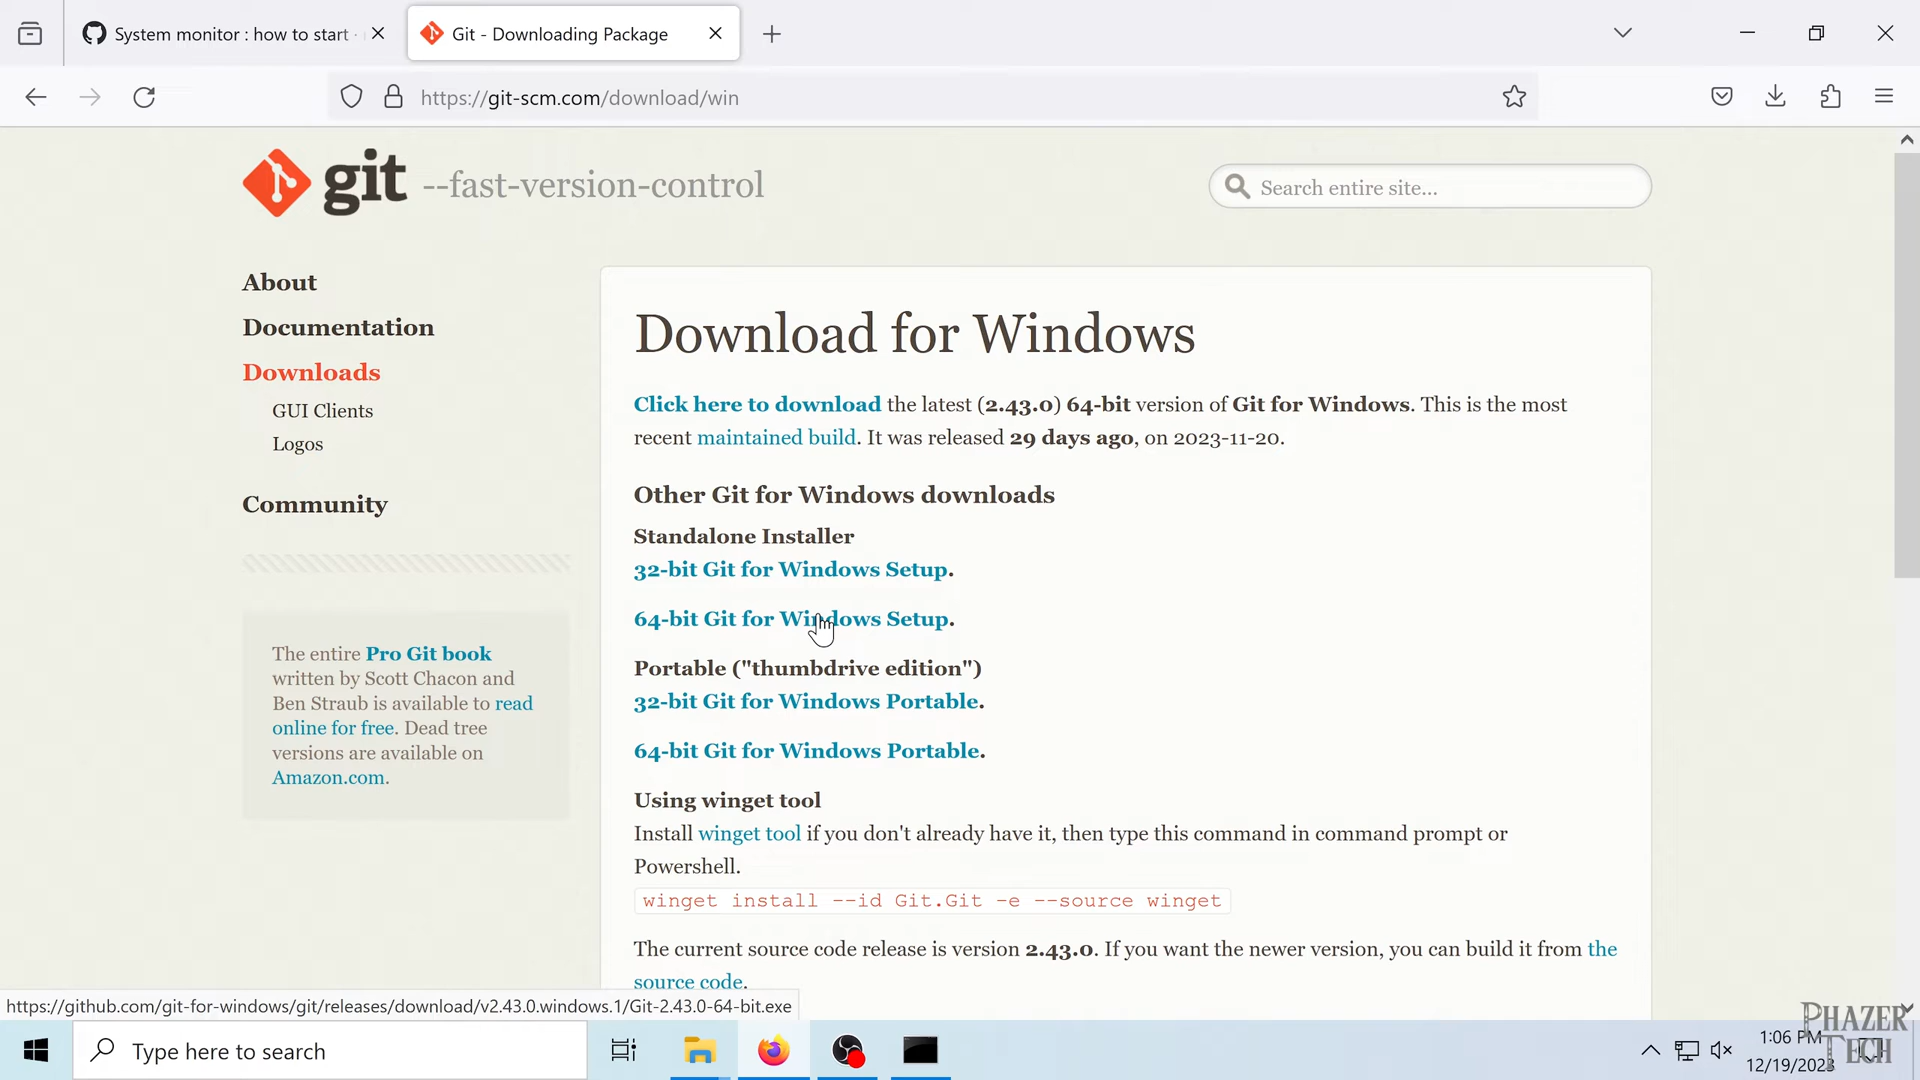 System monitor : how to start ·
Git - Downloading Package
https://git-scm.com/download/win
git --fast-version-control
Search entire site...
About
Documentation
Downloads
GUI Clients
Logos
Community
The entire Pro Git book
written by Scott Chacon and
Ben Straub is available to read
online for free. Dead tree
versions are available on
Amazon.com.
Download for Windows
Click here to download the latest (2.43.0) 64-bit version of Git for Windows. This is the most
recent maintained build. It was released 29 days ago, on 2023-11-20.
Other Git for Windows downloads
Standalone Installer
32-bit Git for Windows Setup.
64-bit Git for Windows Setup.
Portable ("thumbdrive edition")
32-bit Git for Windows Portable.
64-bit Git for Windows Portable.
Using winget tool
Install winget tool if you don't already have it, then type this command in command prompt or
Powershell.
winget install --id Git.Git -e --source winget
The current source code release is version 2.43.0. If you want the newer version, you can build it from the
source code.
https://github.com/git-for-windows/git/releases/download/v2.43.0.windows.1/Git-2.43.0-64-bit.exe
Type here to search
1:06 PM
12/19/2023
PHAZER
TECH